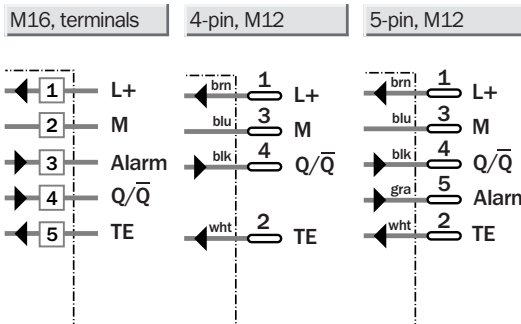 M16, terminals
4-pin, M12
5-pin, M12
1 L+
2 M
3 Alarm
4 Q/Q̅
5 TE
brn 1 L+
blu 3 M
blk 4 Q/Q̅
wht 2 TE
brn 1 L+
blu 3 M
blk 4 Q/Q̅
gra 5 Alarm
wht 2 TE